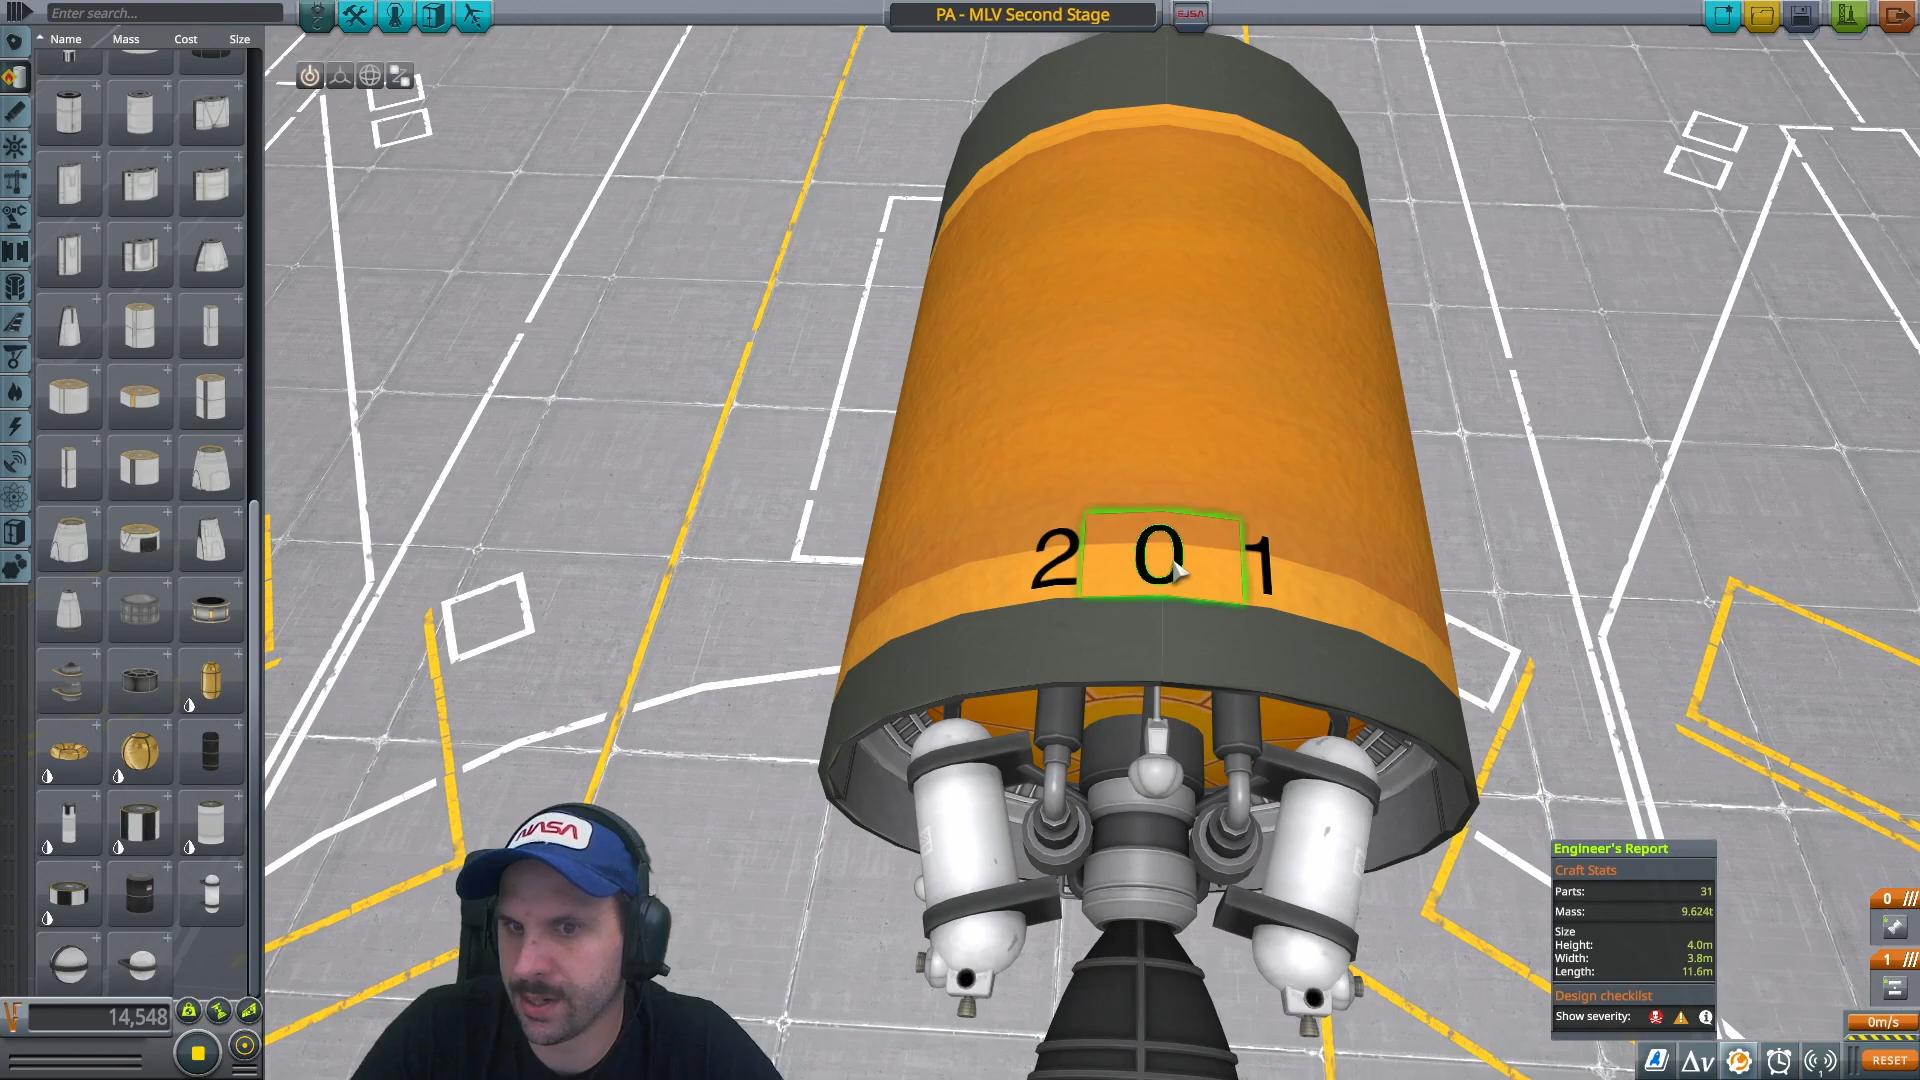 Enter search...
PA - MLV Second Stage
EJSA
Name Mass Cost Size
2 0 1
NASA
Engineer's Report
Craft Stats
Parts: 31
Mass: 9.624t
Size
Height: 4.0m
Width: 3.8m
Length: 11.6m
Design checklist
Show severity:
0
1
0m/s
14,548
Δv
1
RESET